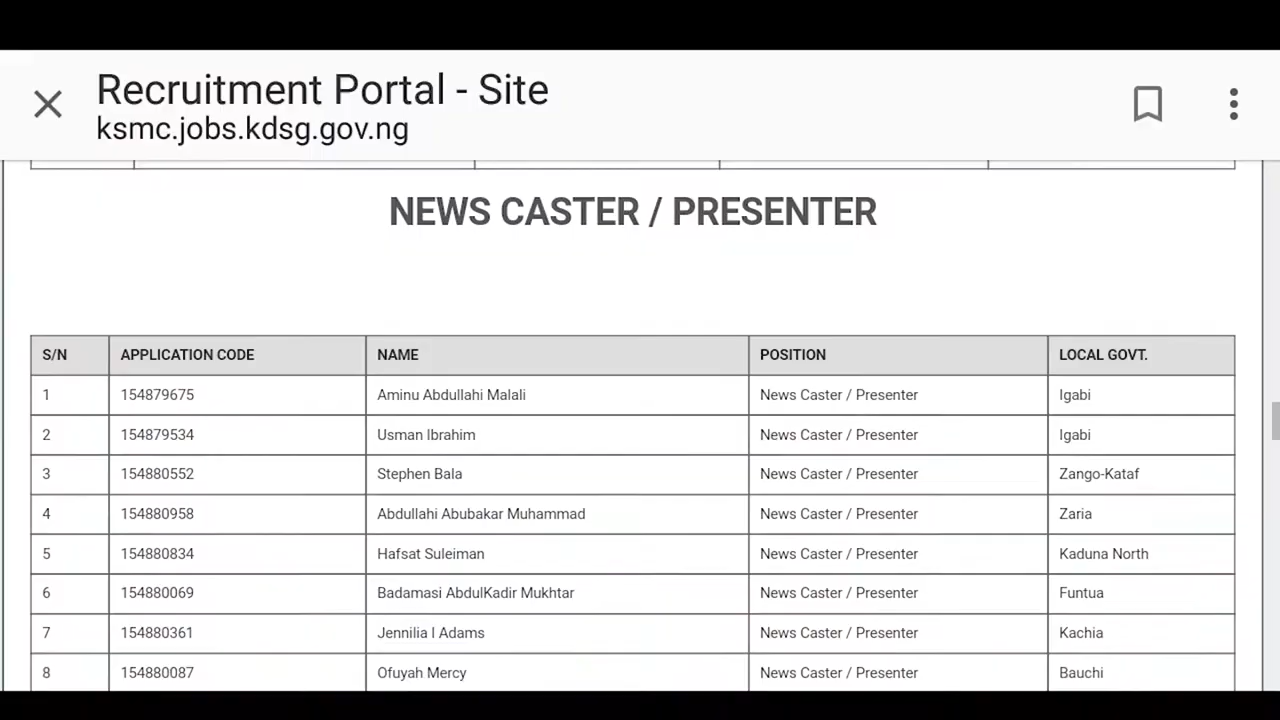 Recruitment Portal - Site
ksmc.jobs.kdsg.gov.ng
NEWS CASTER / PRESENTER
S/N APPLICATION CODE NAME POSITION LOCAL GOVT.
1 154879675 Aminu Abdullahi Malali News Caster / Presenter Igabi
2 154879534 Usman Ibrahim News Caster / Presenter Igabi
3 154880552 Stephen Bala News Caster / Presenter Zango-Kataf
4 154880958 Abdullahi Abubakar Muhammad News Caster / Presenter Zaria
5 154880834 Hafsat Suleiman News Caster / Presenter Kaduna North
6 154880069 Badamasi AbdulKadir Mukhtar News Caster / Presenter Funtua
7 154880361 Jennilia I Adams News Caster / Presenter Kachia
8 154880087 Ofuyah Mercy News Caster / Presenter Bauchi